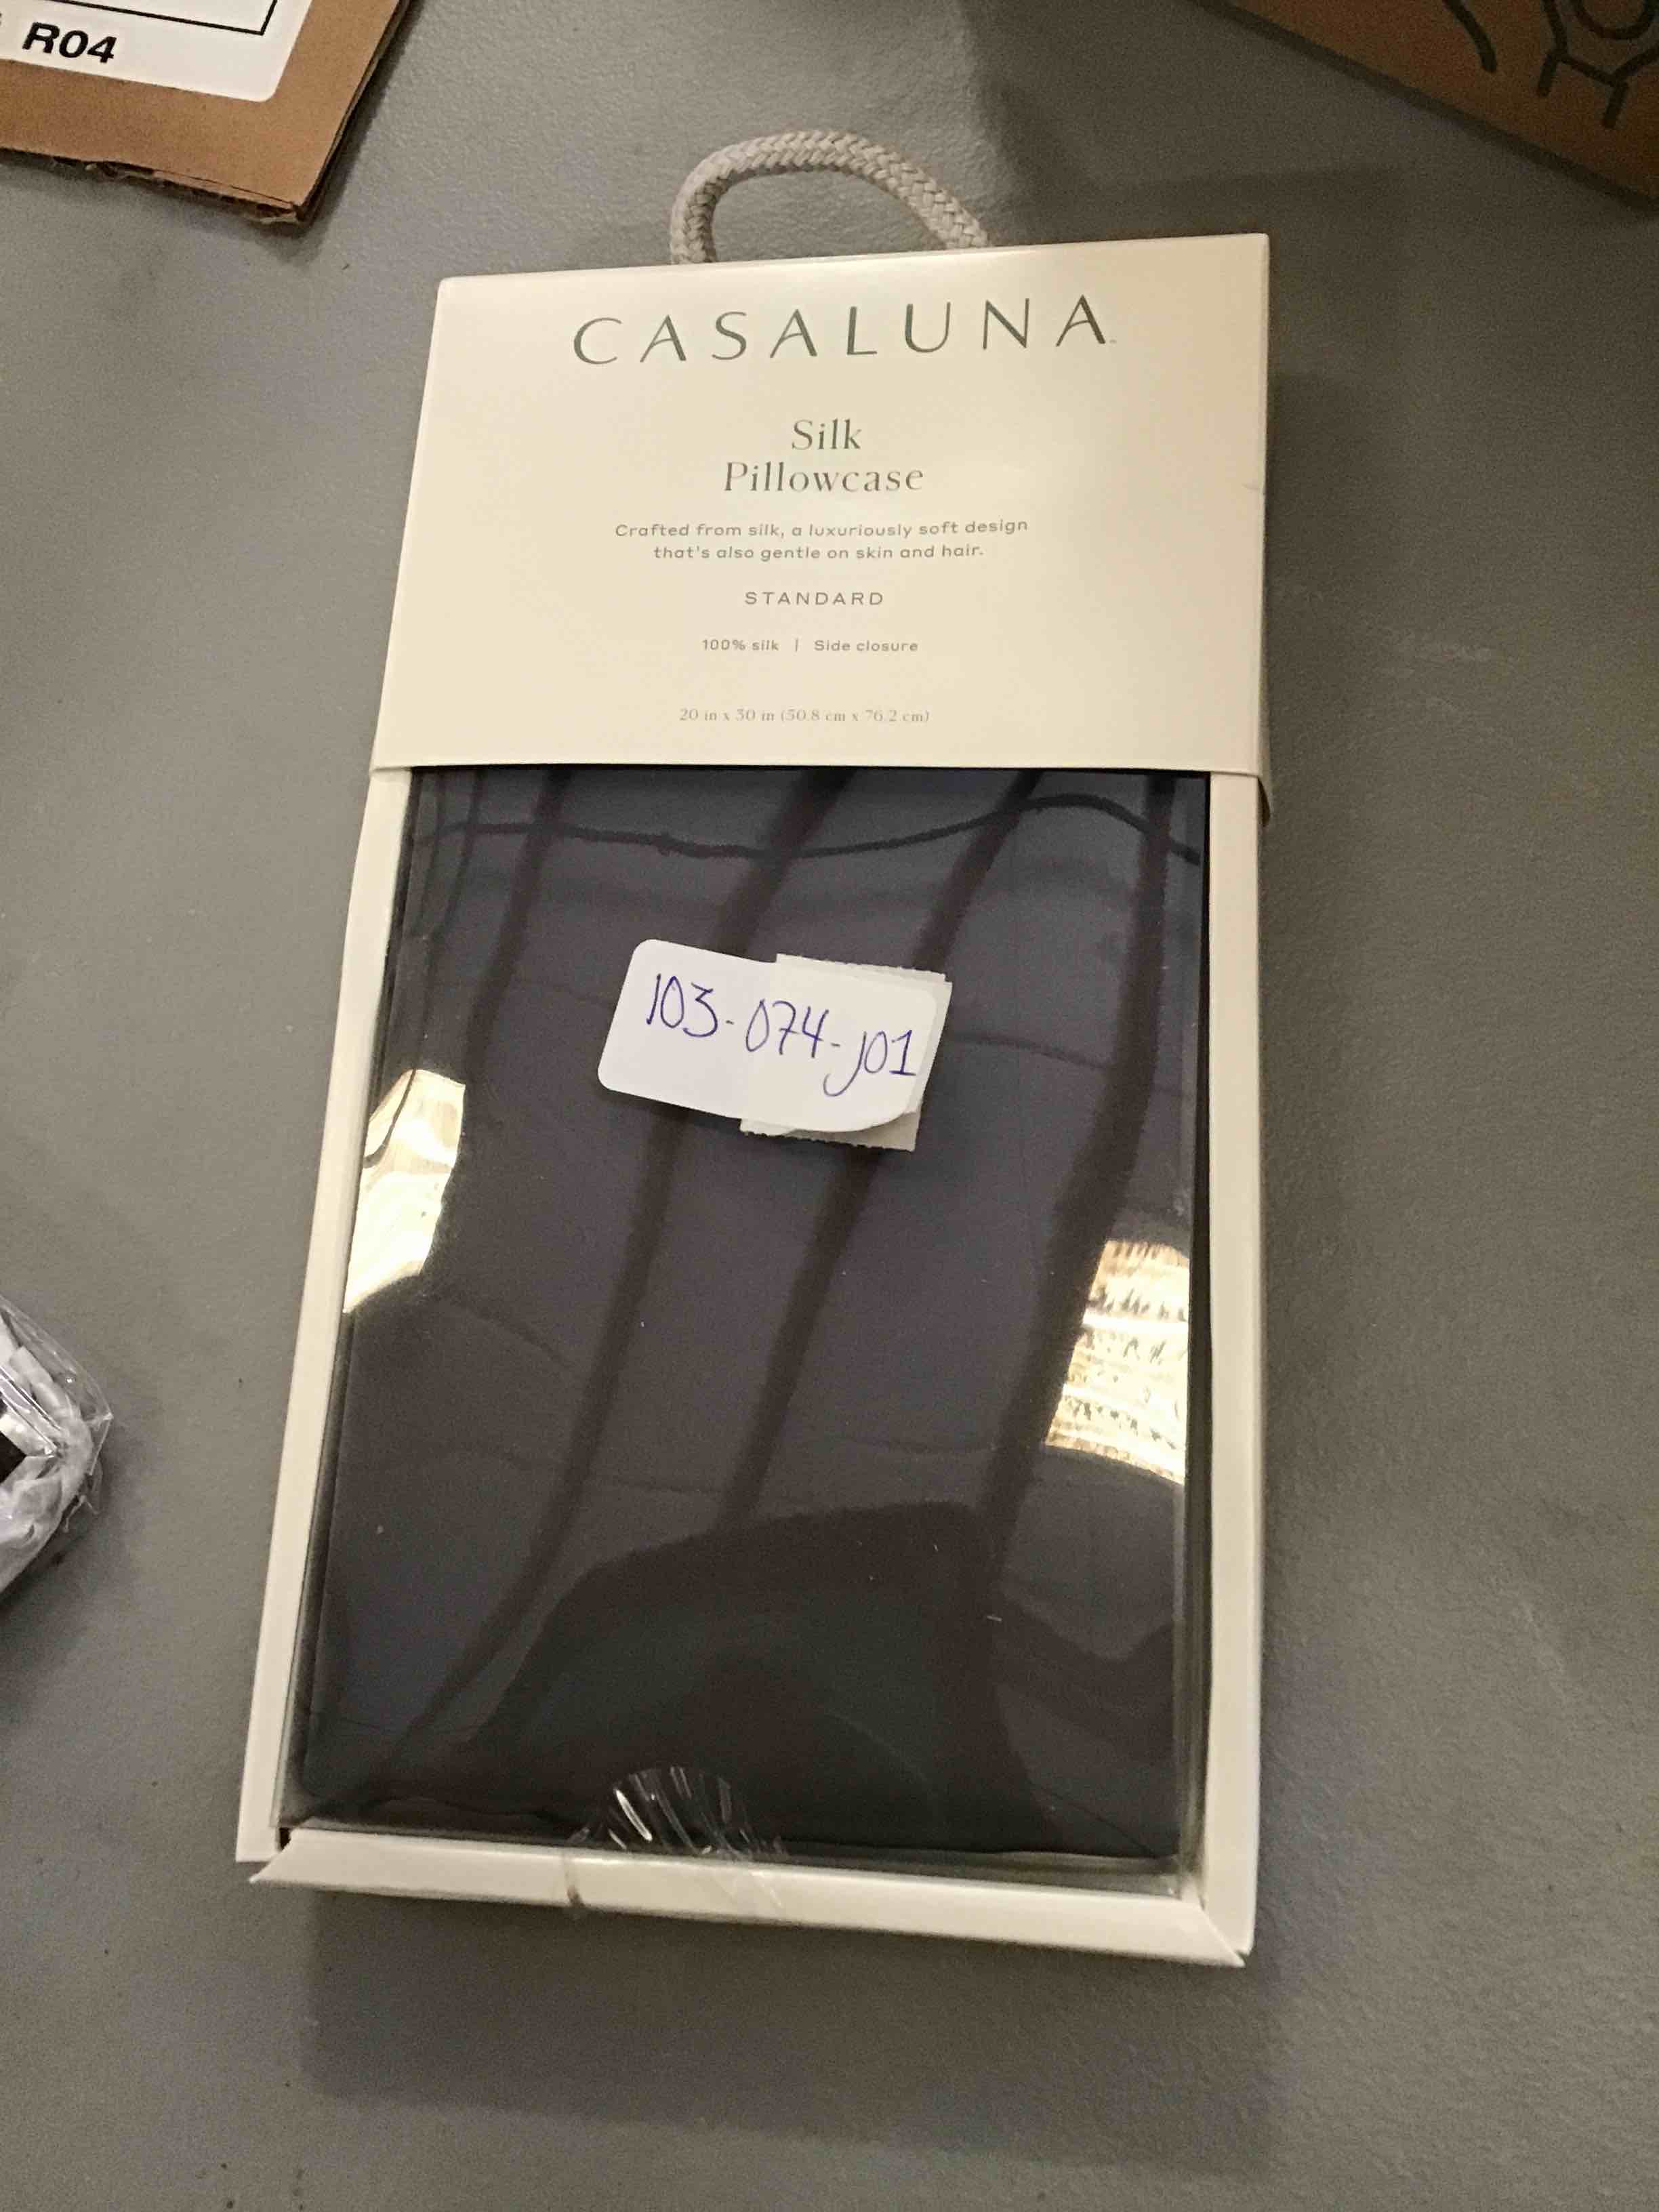 R04
CASALUNA
Silk
Pillowcase
Crafted from silk, a luxuriously soft design
that's also gentle on skin and hair.
STANDARD
100% silk | Side closure
20 in x 30 in (50.8 cm x 76.2 cm)
103-074-J01